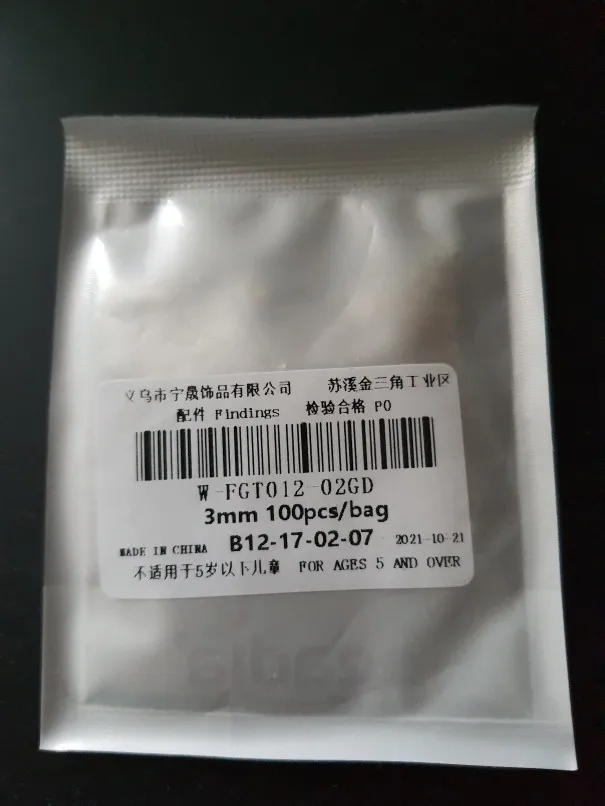 义乌市宁晟饰品有限公司 苏溪金三角工业区
配件 Findings 检验合格 PO
W-FGT012-02GD
3mm 100pcs/bag
MADE IN CHINA B12-17-02-07 2021-10-21
不适用于5岁以下儿童 FOR AGES 5 AND OVER